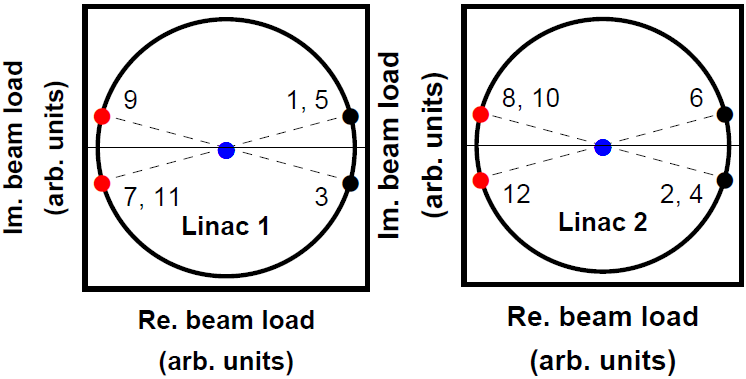 Im. beam load
(arb. units)
9
1, 5
7, 11
3
Linac 1
Re. beam load
(arb. units)
Im. beam load
(arb. units)
8, 10
6
12
2, 4
Linac 2
Re. beam load
(arb. units)